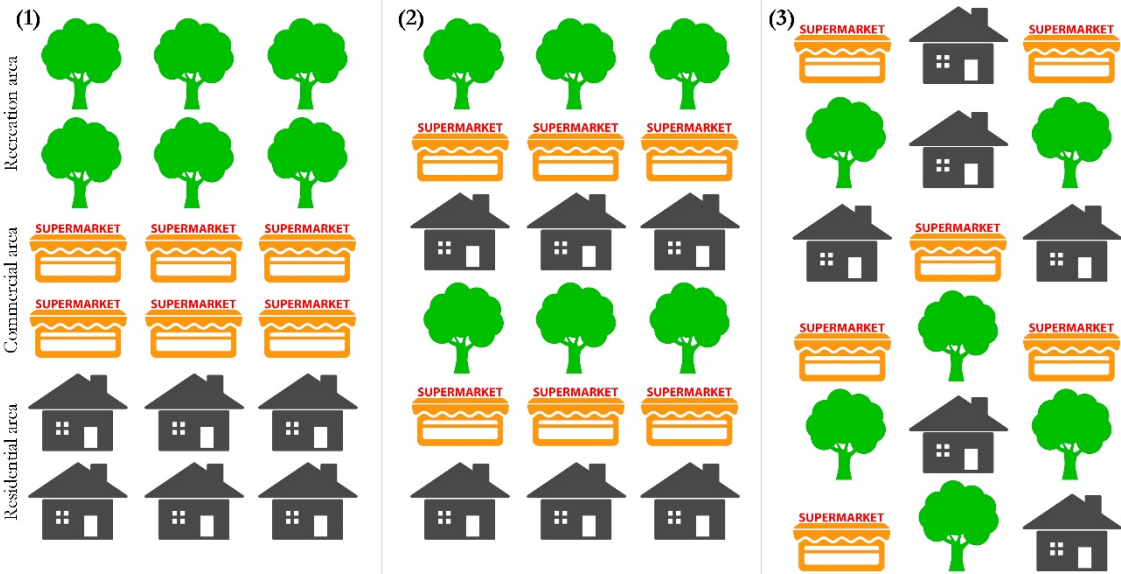 (1)
Recreation area
Commercial area
SUPERMARKET SUPERMARKET SUPERMARKET
SUPERMARKET SUPERMARKET SUPERMARKET
Residential area
(2)
SUPERMARKET SUPERMARKET SUPERMARKET
SUPERMARKET SUPERMARKET SUPERMARKET
(3)
SUPERMARKET SUPERMARKET
SUPERMARKET
SUPERMARKET SUPERMARKET
SUPERMARKET